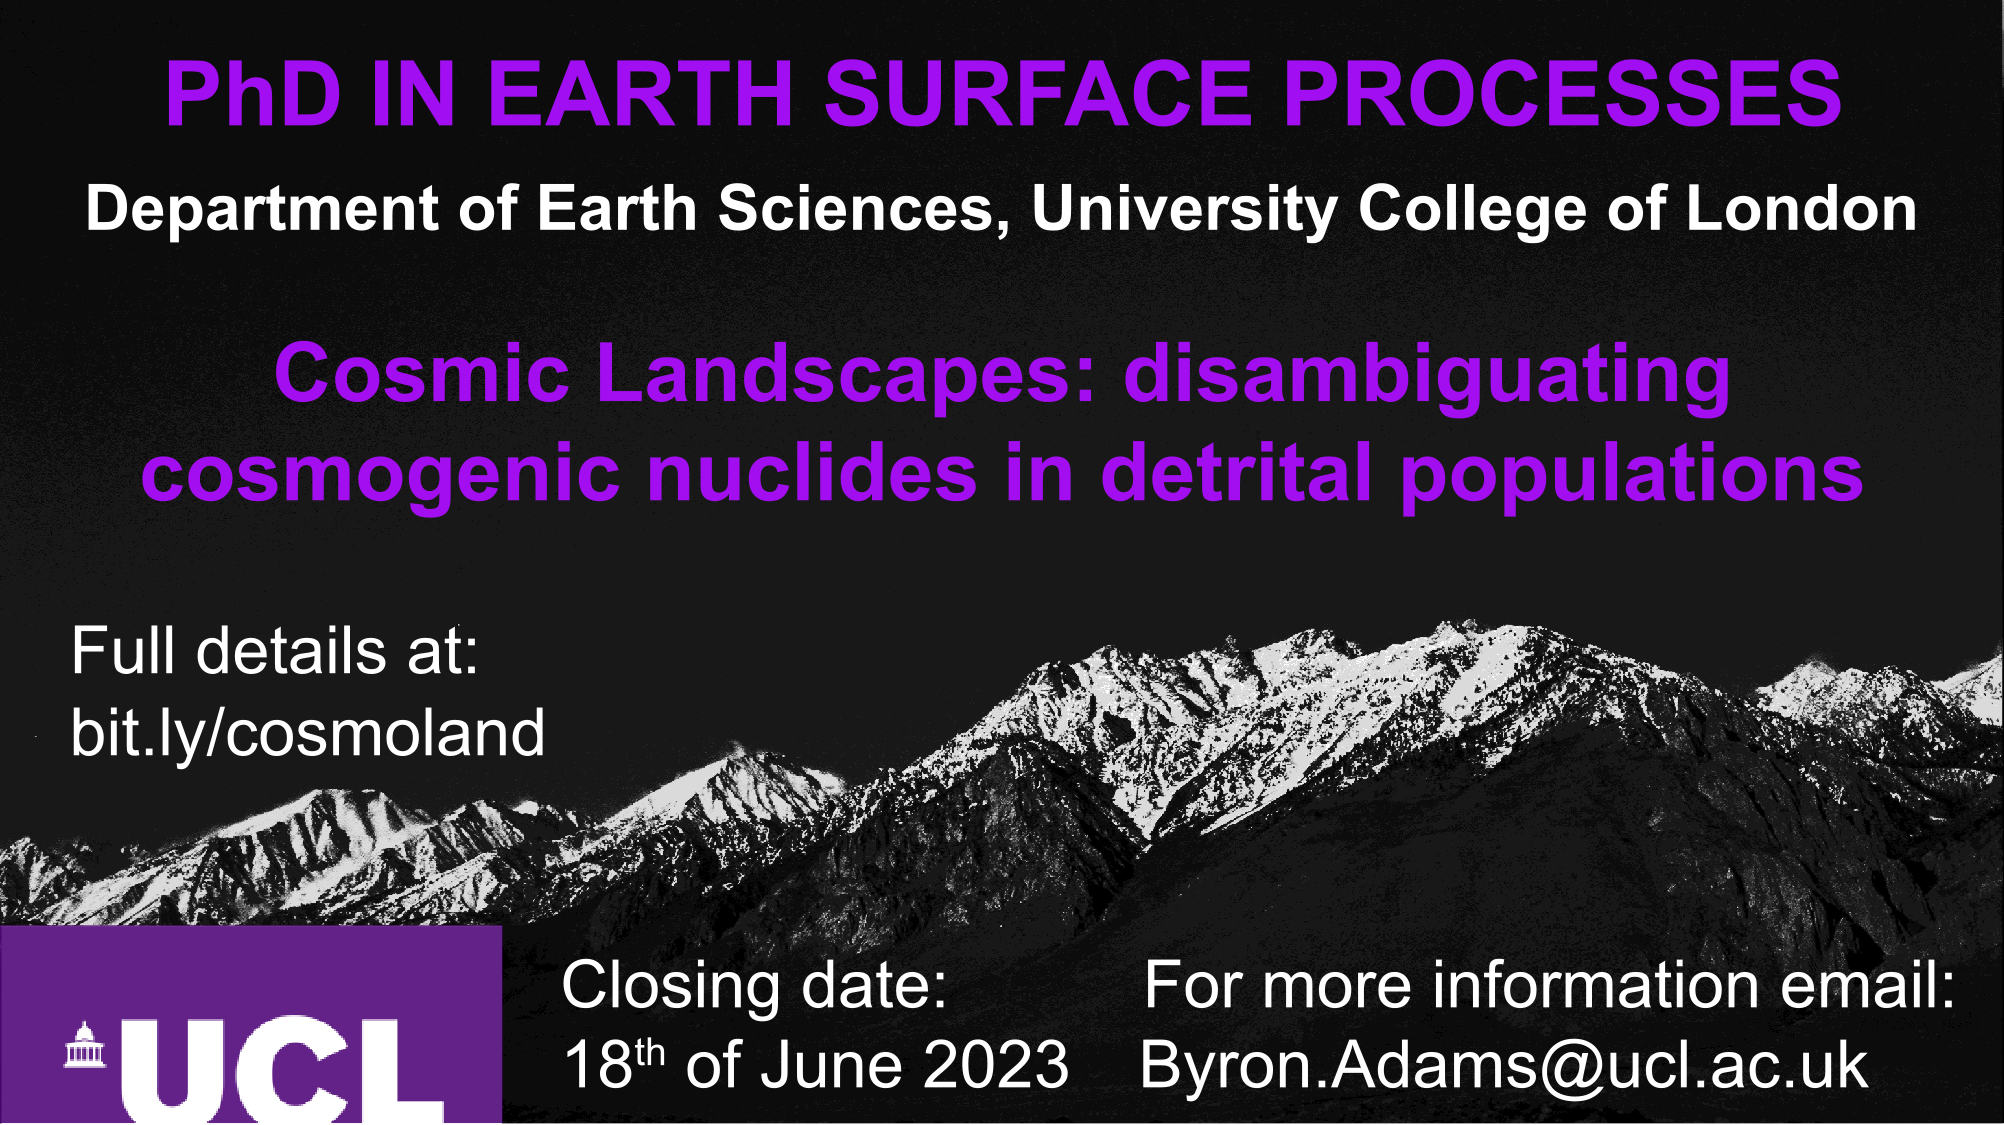 PhD IN EARTH SURFACE PROCESSES
Department of Earth Sciences, University College of London
Cosmic Landscapes: disambiguating
cosmogenic nuclides in detrital populations
Full details at:
bit.ly/cosmoland
UCL
Closing date:
18th of June 2023
For more information email:
Byron.Adams@ucl.ac.uk